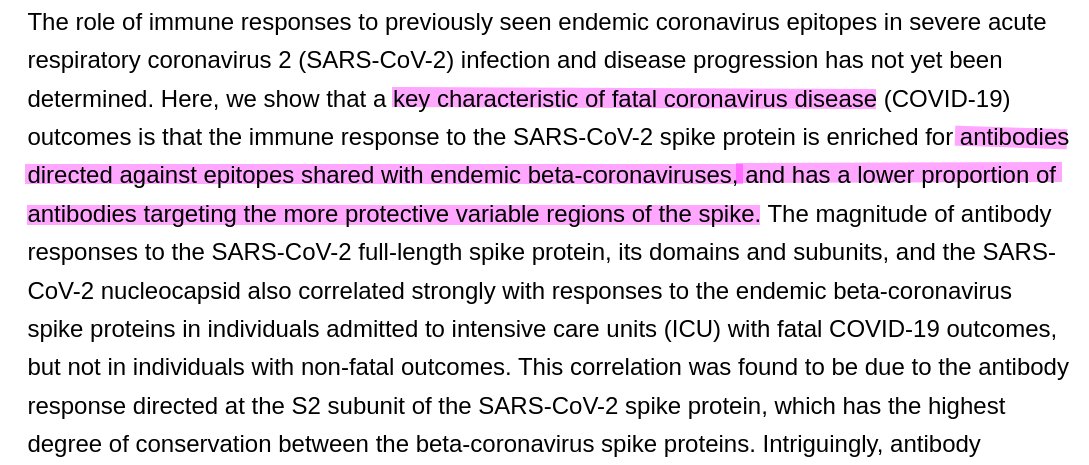 The role of immune responses to previously seen endemic coronavirus epitopes in severe acute
respiratory coronavirus 2 (SARS-CoV-2) infection and disease progression has not yet been
determined. Here, we show that a key characteristic of fatal coronavirus disease (COVID-19)
outcomes is that the immune response to the SARS-CoV-2 spike protein is enriched for antibodies
directed against epitopes shared with endemic beta-coronaviruses, and has a lower proportion of
antibodies targeting the more protective variable regions of the spike. The magnitude of antibody
responses to the SARS-CoV-2 full-length spike protein, its domains and subunits, and the SARS-
CoV-2 nucleocapsid also correlated strongly with responses to the endemic beta-coronavirus
spike proteins in individuals admitted to intensive care units (ICU) with fatal COVID-19 outcomes,
but not in individuals with non-fatal outcomes. This correlation was found to be due to the antibody
response directed at the S2 subunit of the SARS-CoV-2 spike protein, which has the highest
degree of conservation between the beta-coronavirus spike proteins. Intriguingly, antibody